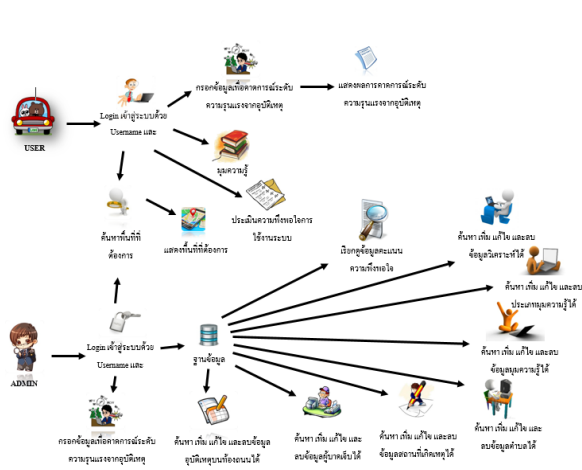 กรอกข้อมูลเพื่อคาดการณ์ระดับ
ความรุนแรงจากอุบัติเหตุ
แสดงผลการคาดการณ์ระดับ
ความรุนแรงจากอุบัติเหตุ
USER
Login เข้าสู่ระบบด้วย
Username และ
มุมความรู้
ประเมินความพึงพอใจการ
ใช้งานระบบ
ค้นหาพื้นที่ที่
ต้องการ
แสดงพื้นที่ที่ต้องการ
เรียกดูข้อมูลคะแนน
ความพึงพอใจ
ค้นหา เพิ่ม แก้ไข และลบ
ข้อมูลวิเคราะห์ได้
ค้นหา เพิ่ม แก้ไข และลบ
ประเภทมุมความรู้ได้
ADMIN
Login เข้าสู่ระบบด้วย
Username และ
ฐานข้อมูล
ค้นหา เพิ่ม แก้ไข และลบ
ข้อมูลมุมความรู้ได้
กรอกข้อมูลเพื่อคาดการณ์ระดับ
ความรุนแรงจากอุบัติเหตุ
ค้นหา เพิ่ม แก้ไข และลบข้อมูล
อุบัติเหตุบนท้องถนนได้
ค้นหา เพิ่ม แก้ไข และ
ลบข้อมูลผู้บาดเจ็บได้
ค้นหา เพิ่ม แก้ไข และลบ
ข้อมูลสถานที่เกิดเหตุได้
ค้นหา เพิ่ม แก้ไข และ
ลบข้อมูลตำบลได้